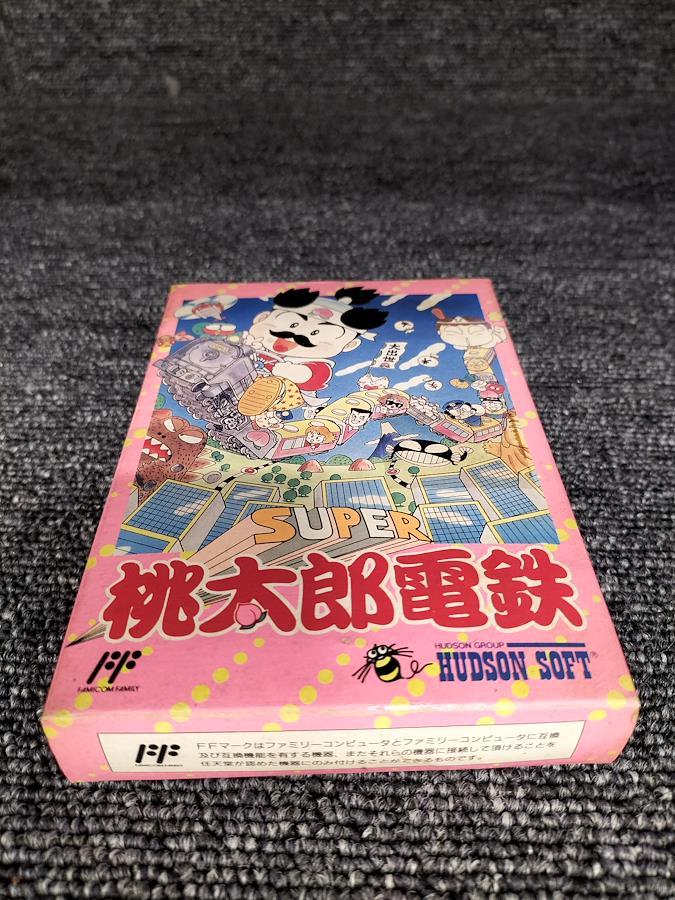 大出世
SUPER
桃太郎電鉄
FAMICOM FAMILY
HUDSON GROUP
HUDSON SOFT®
FAMICOM FAMILY
FFマークはファミリーコンピュータとファミリーコンピュータに互換
及び互換機能を有する機器、またそれらの機器に接続して頂けることを
任天堂が認めた機器にのみ付けることができるものです。